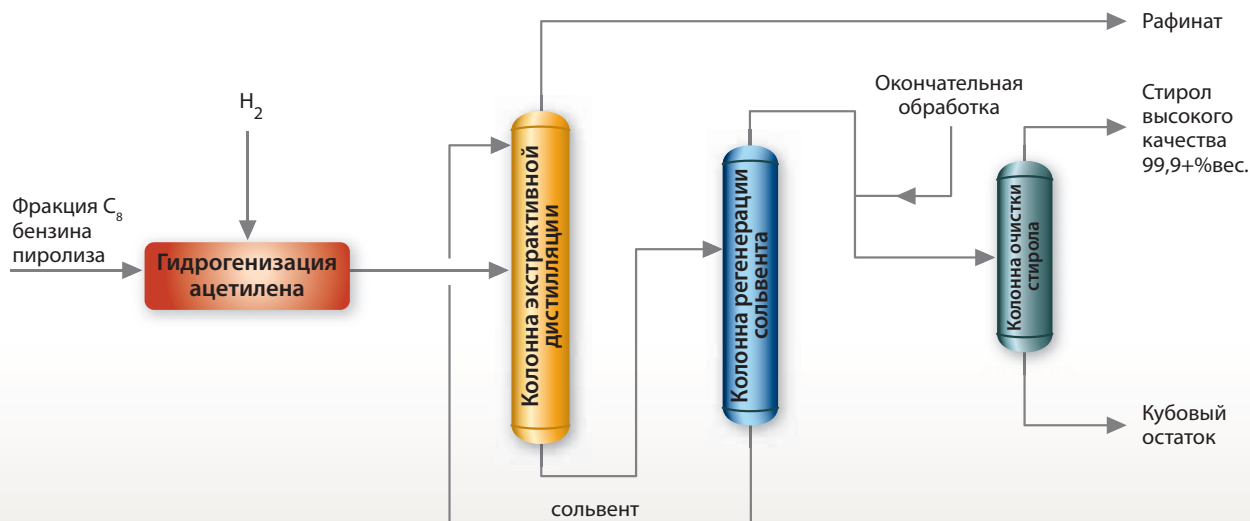 Рафинат
Окончательная
обработка
Стирол
высокого
качества
99,9+%вес.
H₂
Фракция C₈
бензина
пиролиза
Гидрогенизация
ацетилена
Колонна экстрактивной
дистилляции
Колонна регенерации
сольвента
Колонна очистки
стирола
Кубовый
остаток
сольвент